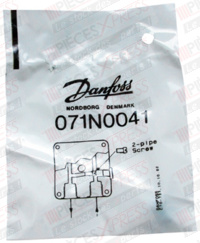 Danfoss
NORDBORG DENMARK
071N0041
2-pipe
Screw